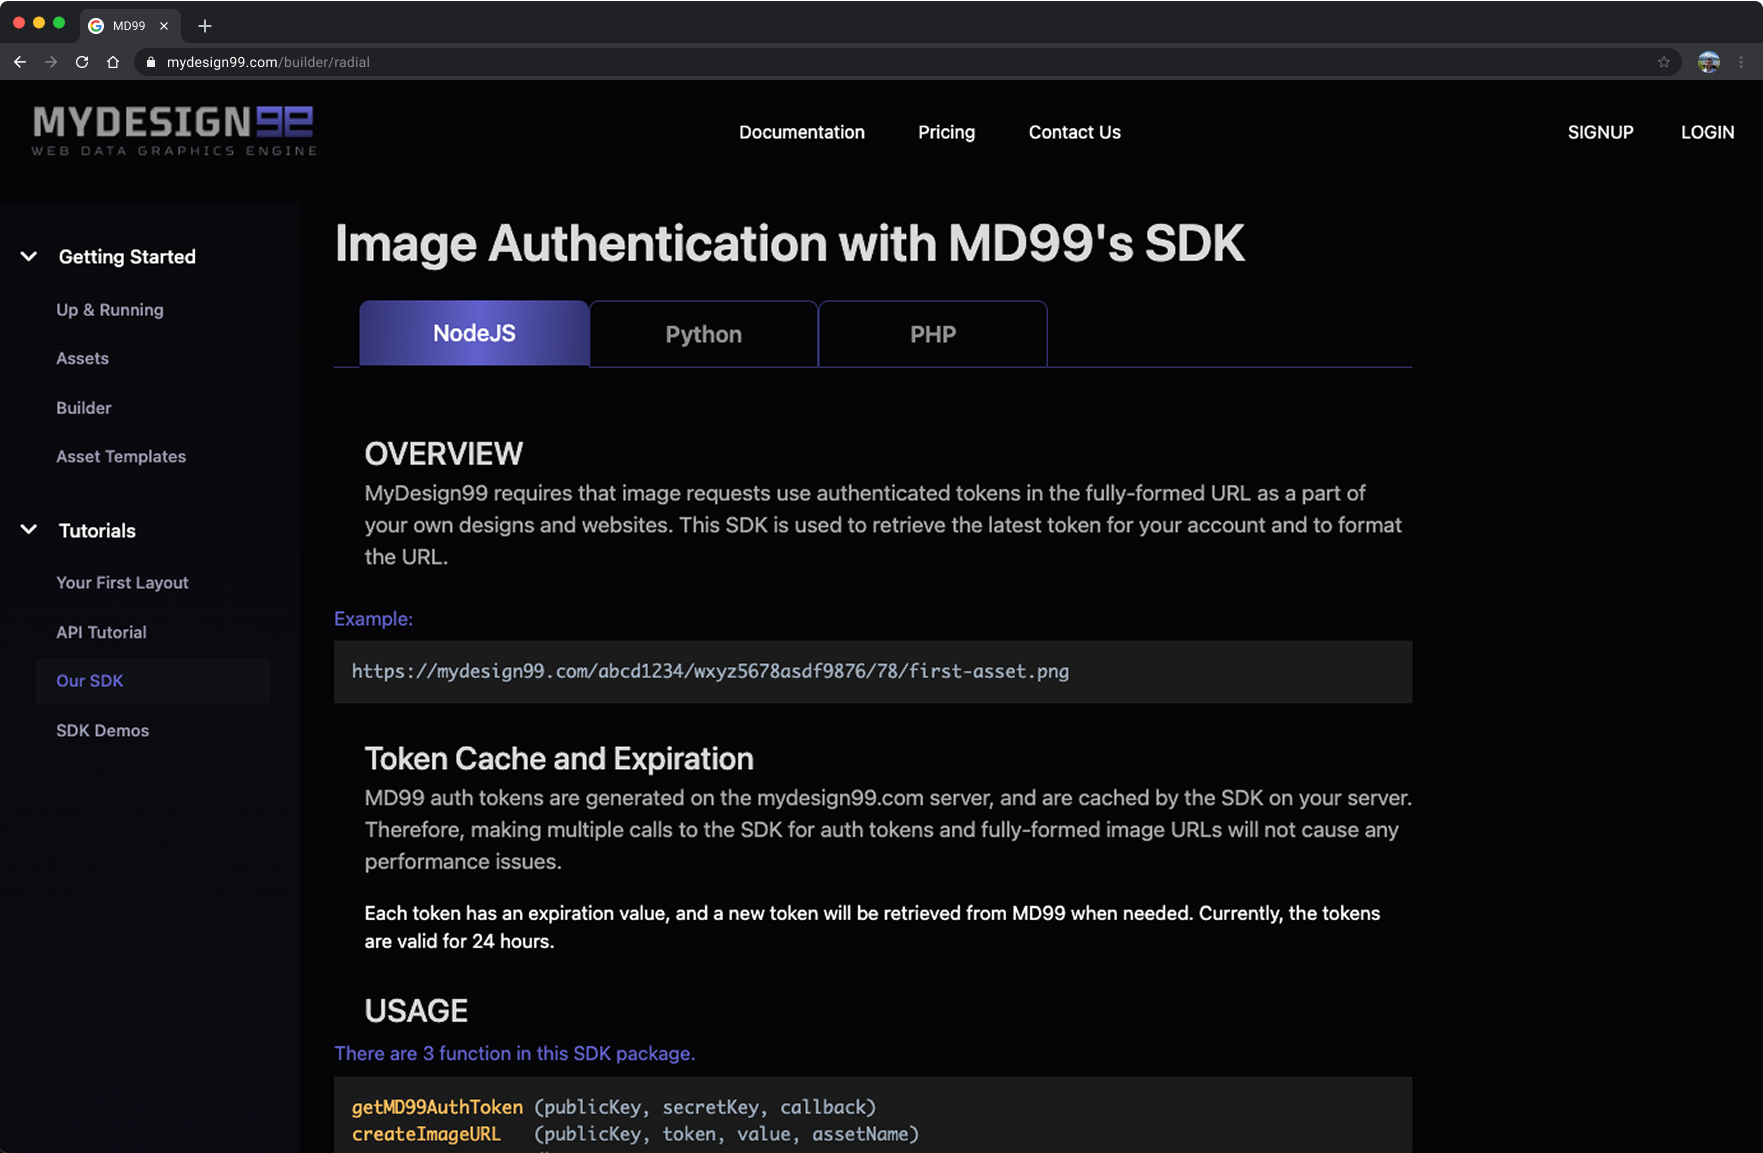 MD99
mydesign99.com/builder/radial
MYDESIGN99
WEB DATA GRAPHICS ENGINE
Documentation
Pricing
Contact Us
SIGNUP
LOGIN
Getting Started
Up & Running
Assets
Builder
Asset Templates
Tutorials
Your First Layout
API Tutorial
Our SDK
SDK Demos
Image Authentication with MD99's SDK
NodeJS
Python
PHP
OVERVIEW
MyDesign99 requires that image requests use authenticated tokens in the fully-formed URL as a part of
your own designs and websites. This SDK is used to retrieve the latest token for your account and to format
the URL.
Example:
https://mydesign99.com/abcd1234/wxyz5678asdf9876/78/first-asset.png
Token Cache and Expiration
MD99 auth tokens are generated on the mydesign99.com server, and are cached by the SDK on your server.
Therefore, making multiple calls to the SDK for auth tokens and fully-formed image URLs will not cause any
performance issues.
Each token has an expiration value, and a new token will be retrieved from MD99 when needed. Currently, the tokens
are valid for 24 hours.
USAGE
There are 3 function in this SDK package.
getMD99AuthToken (publicKey, secretKey, callback)
createImageURL (publicKey, token, value, assetName)